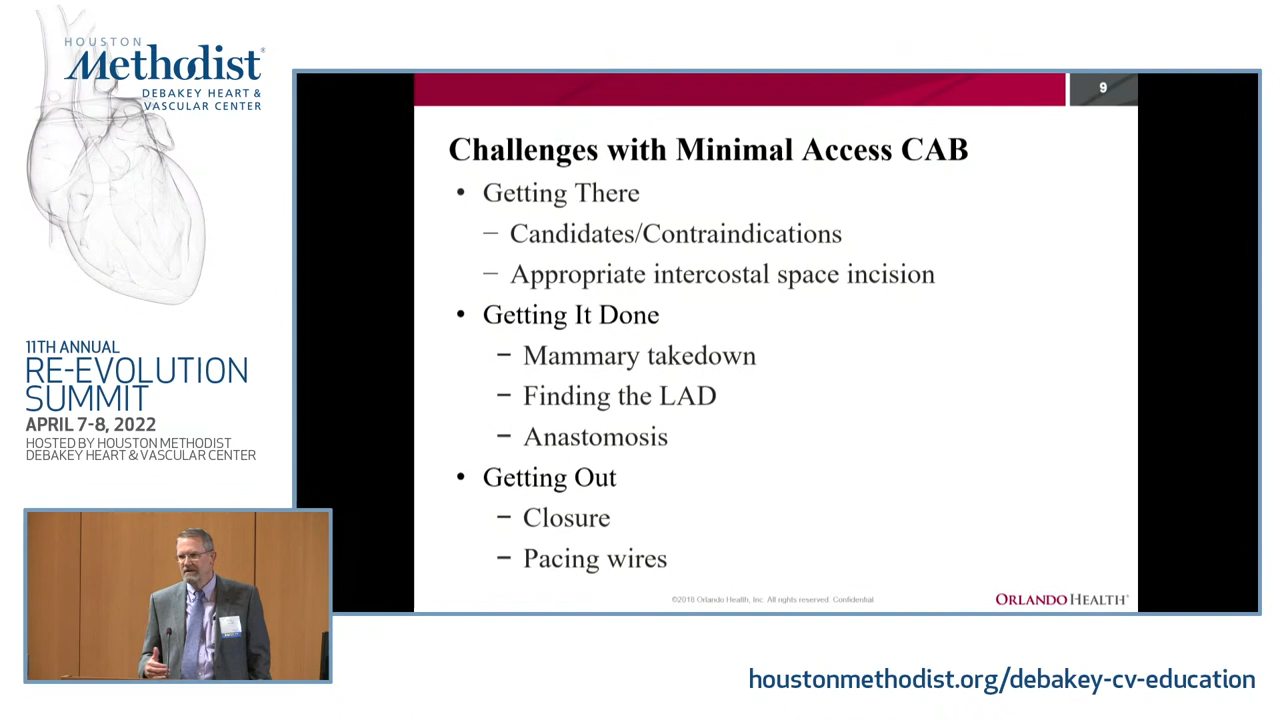 HOUSTON
Methodist®
DEBAKEY HEART &
VASCULAR CENTER
11TH ANNUAL
RE-EVOLUTION
SUMMIT
APRIL 7-8, 2022
HOSTED BY HOUSTON METHODIST
DEBAKEY HEART & VASCULAR CENTER
9
Challenges with Minimal Access CAB
• Getting There
– Candidates/Contraindications
– Appropriate intercostal space incision
• Getting It Done
– Mammary takedown
– Finding the LAD
– Anastomosis
• Getting Out
– Closure
– Pacing wires
©2018 Orlando Health, Inc. All rights reserved. Confidential
ORLANDO HEALTH®
houstonmethodist.org/debakey-cv-education